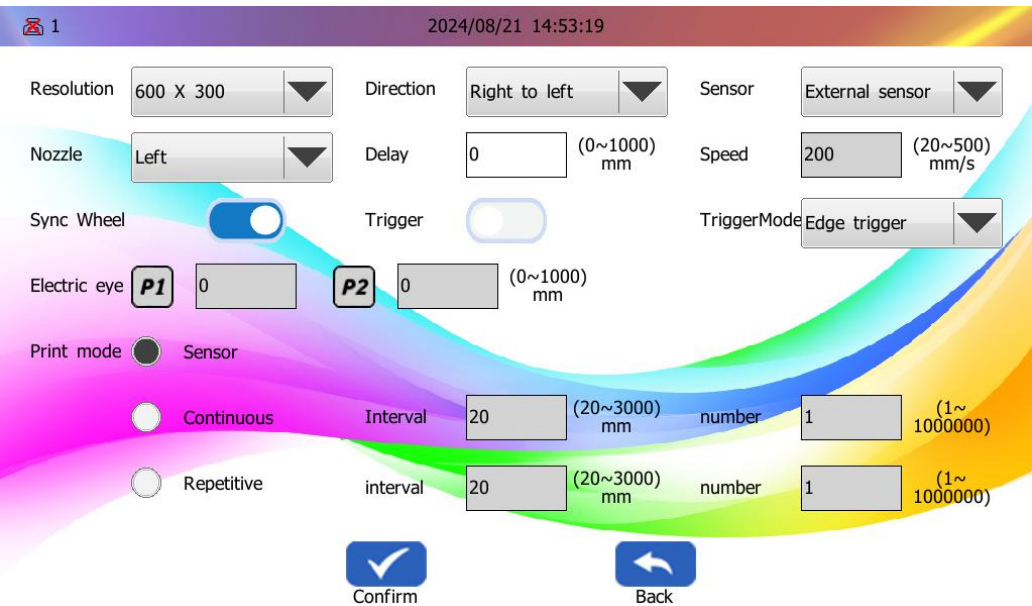 1 2024/08/21 14:53:19
Resolution 600 X 300 Direction Right to left Sensor External sensor
Nozzle Left Delay 0 (0~1000) mm Speed 200 (20~500) mm/s
Sync Wheel Trigger TriggerMode Edge trigger
Electric eye P1 0 P2 0 (0~1000) mm
Print mode Sensor
Continuous Interval 20 (20~3000) mm number 1 (1~ 1000000)
Repetitive interval 20 (20~3000) mm number 1 (1~ 1000000)
Confirm Back